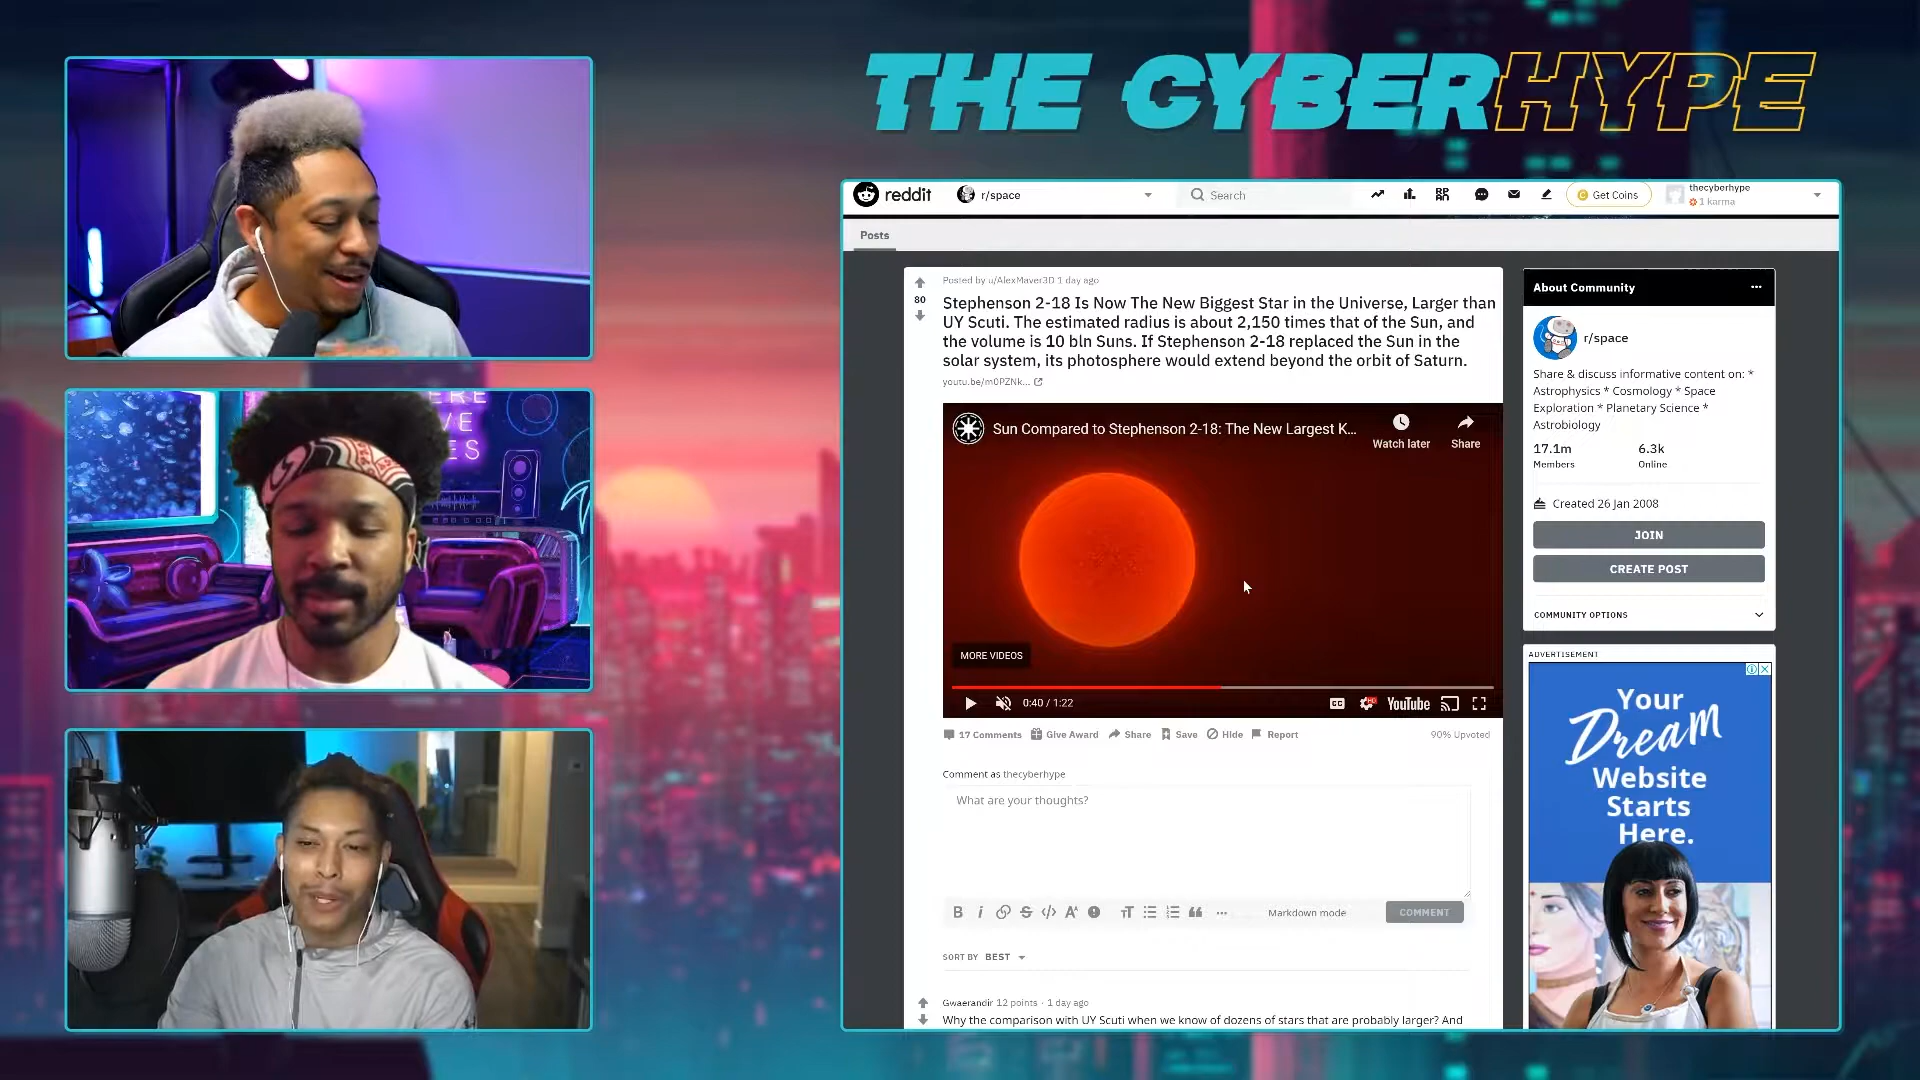 THE CYBERHYPE
ERE
VE
ES
reddit
r/space
Search
Get Coins
thecyberhype
1 karma
Posts
Posted by u/AlexMaver3D 1 day ago
80
Stephenson 2-18 Is Now The New Biggest Star in the Universe, Larger than
UY Scuti. The estimated radius is about 2,150 times that of the Sun, and
the volume is 10 bln Suns. If Stephenson 2-18 replaced the Sun in the
solar system, its photosphere would extend beyond the orbit of Saturn.
youtu.be/m0PZNk...
Sun Compared to Stephenson 2-18: The New Largest K...
Watch later
Share
MORE VIDEOS
0:40 / 1:22
CC
HD
YouTube
17 Comments Give Award Share Save Hide Report
90% Upvoted
Comment as thecyberhype
What are your thoughts?
Markdown mode
COMMENT
SORT BY BEST
Gwaerandir 12 points · 1 day ago
Why the comparison with UY Scuti when we know of dozens of stars that are probably larger? And
About Community
r/space
Share & discuss informative content on: *
Astrophysics * Cosmology * Space
Exploration * Planetary Science *
Astrobiology
17.1m
Members
6.3k
Online
Created 26 Jan 2008
JOIN
CREATE POST
COMMUNITY OPTIONS
ADVERTISEMENT
Your
Dream
Website
Starts
Here.